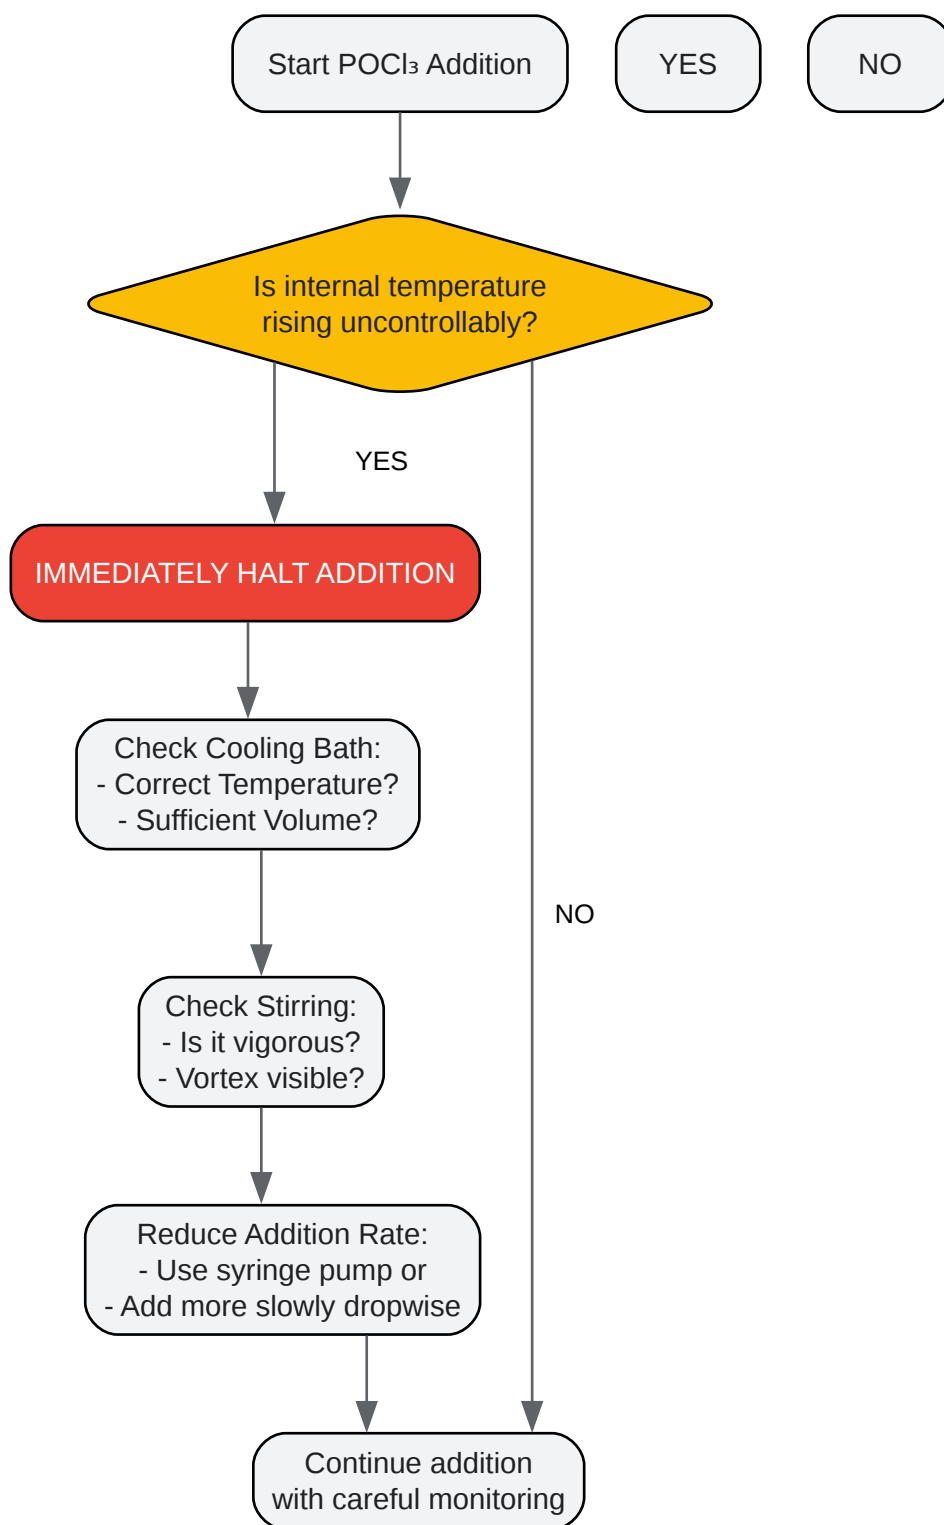 Start POCl₃ Addition
YES
NO
Is internal temperature
rising uncontrollably?
YES
IMMEDIATELY HALT ADDITION
Check Cooling Bath:
- Correct Temperature?
- Sufficient Volume?
NO
Check Stirring:
- Is it vigorous?
- Vortex visible?
Reduce Addition Rate:
- Use syringe pump or
- Add more slowly dropwise
Continue addition
with careful monitoring